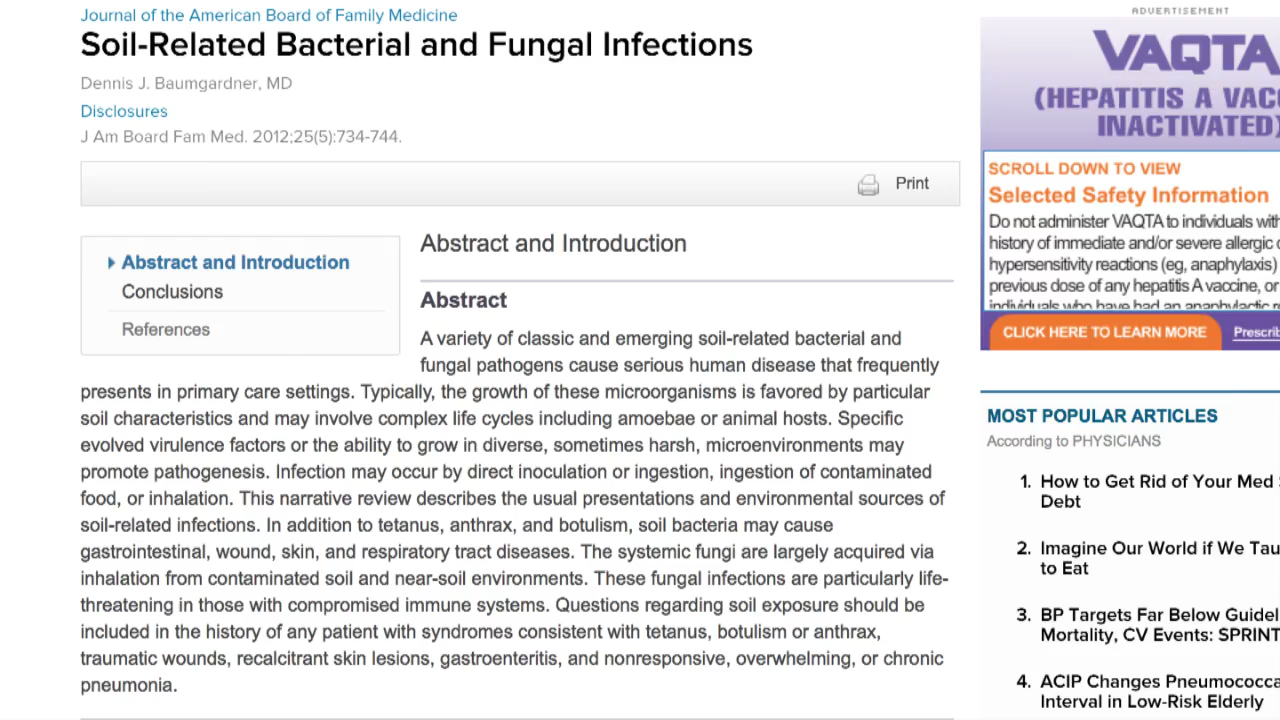 Journal of the American Board of Family Medicine
Soil-Related Bacterial and Fungal Infections
Dennis J. Baumgardner, MD
Disclosures
J Am Board Fam Med. 2012;25(5):734-744.
Print
Abstract and Introduction
Conclusions
References
Abstract and Introduction
Abstract
A variety of classic and emerging soil-related bacterial and
fungal pathogens cause serious human disease that frequently
presents in primary care settings. Typically, the growth of these microorganisms is favored by particular
soil characteristics and may involve complex life cycles including amoebae or animal hosts. Specific
evolved virulence factors or the ability to grow in diverse, sometimes harsh, microenvironments may
promote pathogenesis. Infection may occur by direct inoculation or ingestion, ingestion of contaminated
food, or inhalation. This narrative review describes the usual presentations and environmental sources of
soil-related infections. In addition to tetanus, anthrax, and botulism, soil bacteria may cause
gastrointestinal, wound, skin, and respiratory tract diseases. The systemic fungi are largely acquired via
inhalation from contaminated soil and near-soil environments. These fungal infections are particularly life-
threatening in those with compromised immune systems. Questions regarding soil exposure should be
included in the history of any patient with syndromes consistent with tetanus, botulism or anthrax,
traumatic wounds, recalcitrant skin lesions, gastroenteritis, and nonresponsive, overwhelming, or chronic
pneumonia.
ADVERTISEMENT
VAQTA
(HEPATITIS A VACC
INACTIVATED)
SCROLL DOWN TO VIEW
Selected Safety Information
Do not administer VAQTA to individuals with
history of immediate and/or severe allergic
hypersensitivity reactions (eg, anaphylaxis)
previous dose of any hepatitis A vaccine, or
individuals who have had an anaphylactic
CLICK HERE TO LEARN MORE
Prescrib
MOST POPULAR ARTICLES
According to PHYSICIANS
1. How to Get Rid of Your Med
Debt
2. Imagine Our World if We Tau
to Eat
3. BP Targets Far Below Guidel
Mortality, CV Events: SPRINT
4. ACIP Changes Pneumococca
Interval in Low-Risk Elderly